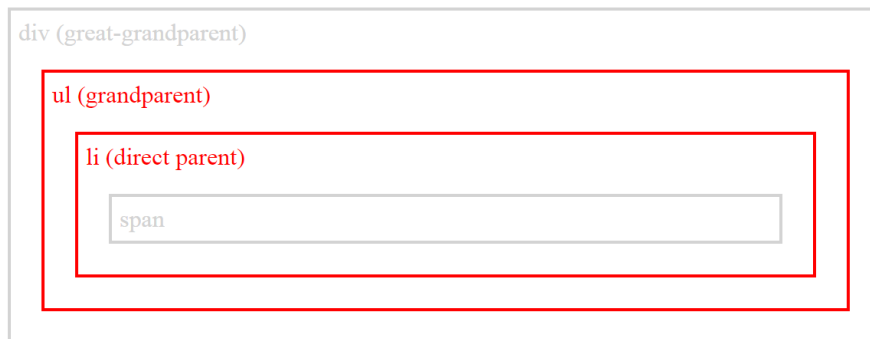 div (great-grandparent)
ul (grandparent)
li (direct parent)
span